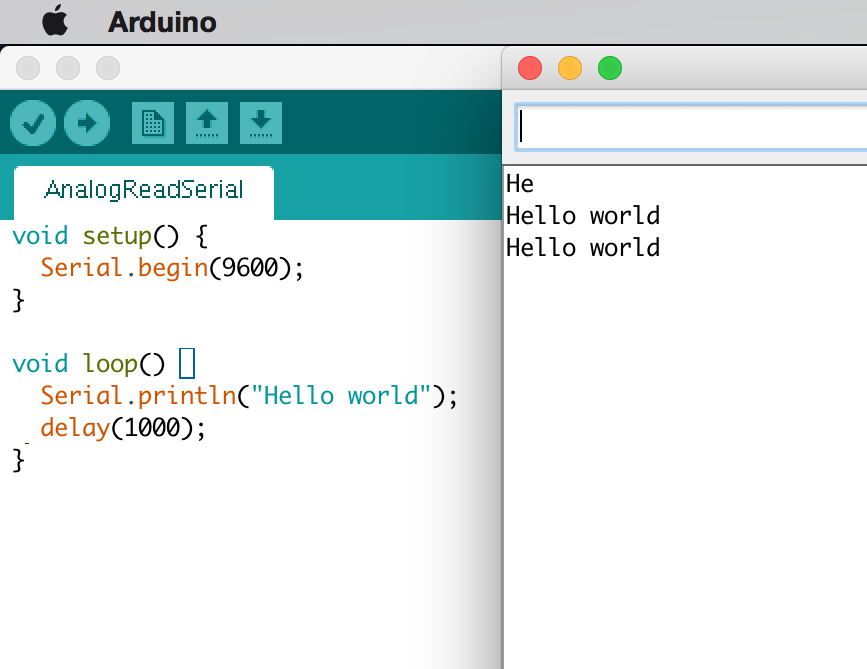 Arduino
AnalogReadSerial
void setup() {
  Serial.begin(9600);
}
void loop() 
  Serial.println("Hello world");
  delay(1000);
}
He
Hello world
Hello world